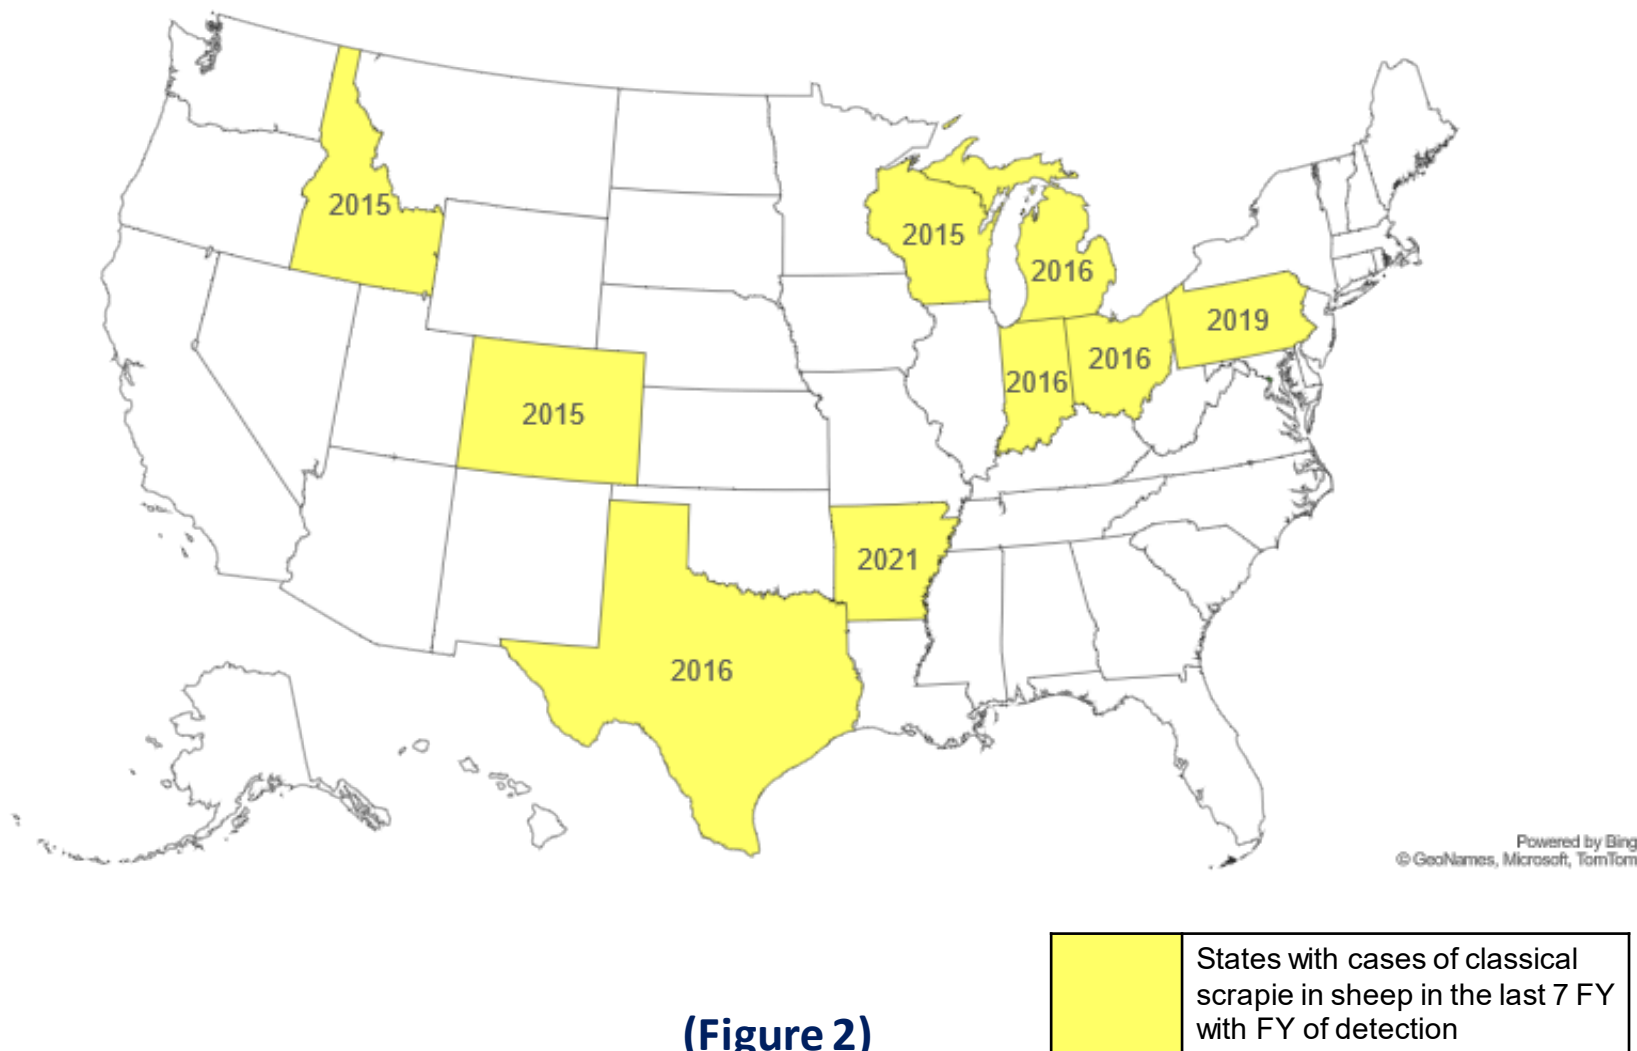 2015
2015
2016
2019
2016
2016
2015
2021
2016
Powered by Bing
© GeoNames, Microsoft, TomTom
States with cases of classical
scrapie in sheep in the last 7 FY
with FY of detection
(Figure 2)